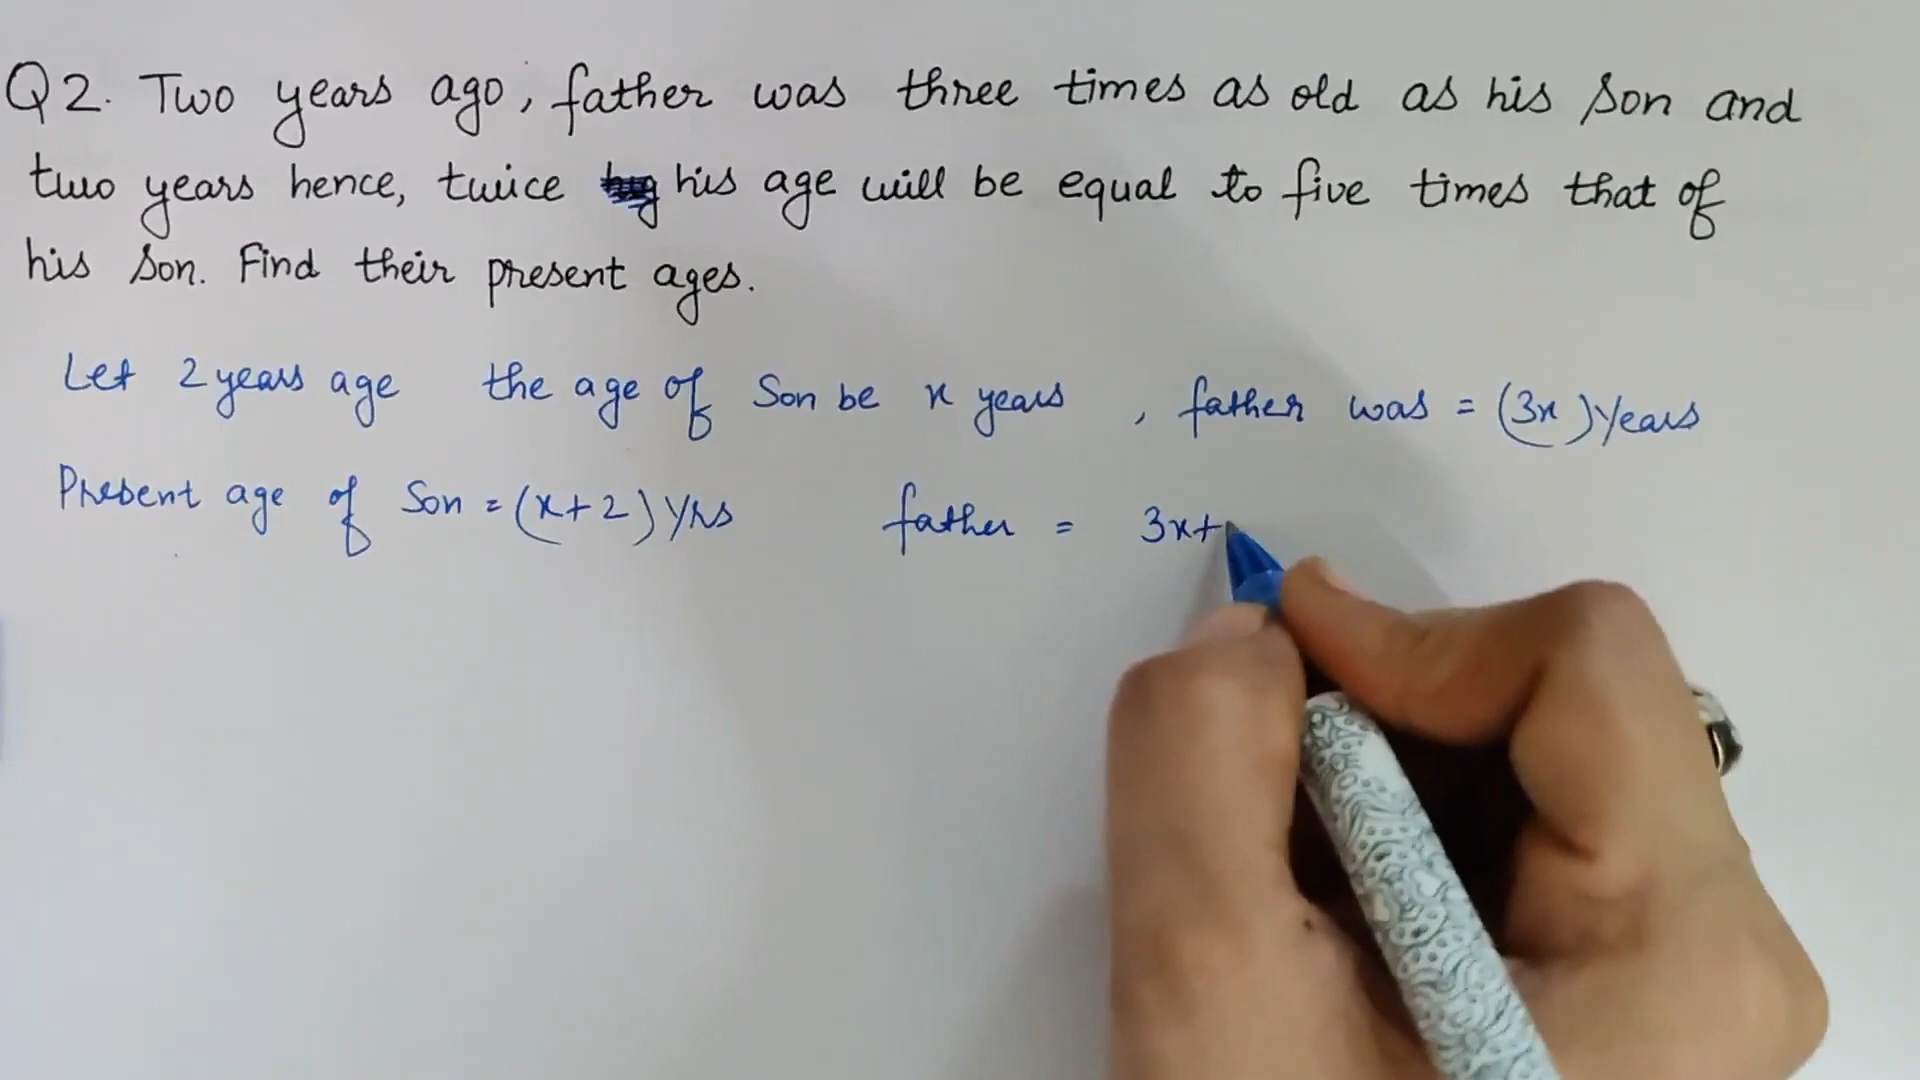 Q2. Two years ago, father was three times as old as his son and
two years hence, twice his age will be equal to five times that of
his son. Find their present ages.
Let 2 years age the age of Son be x years , father was = (3x) years
Present age of Son = (x+2) yrs father = 3x+